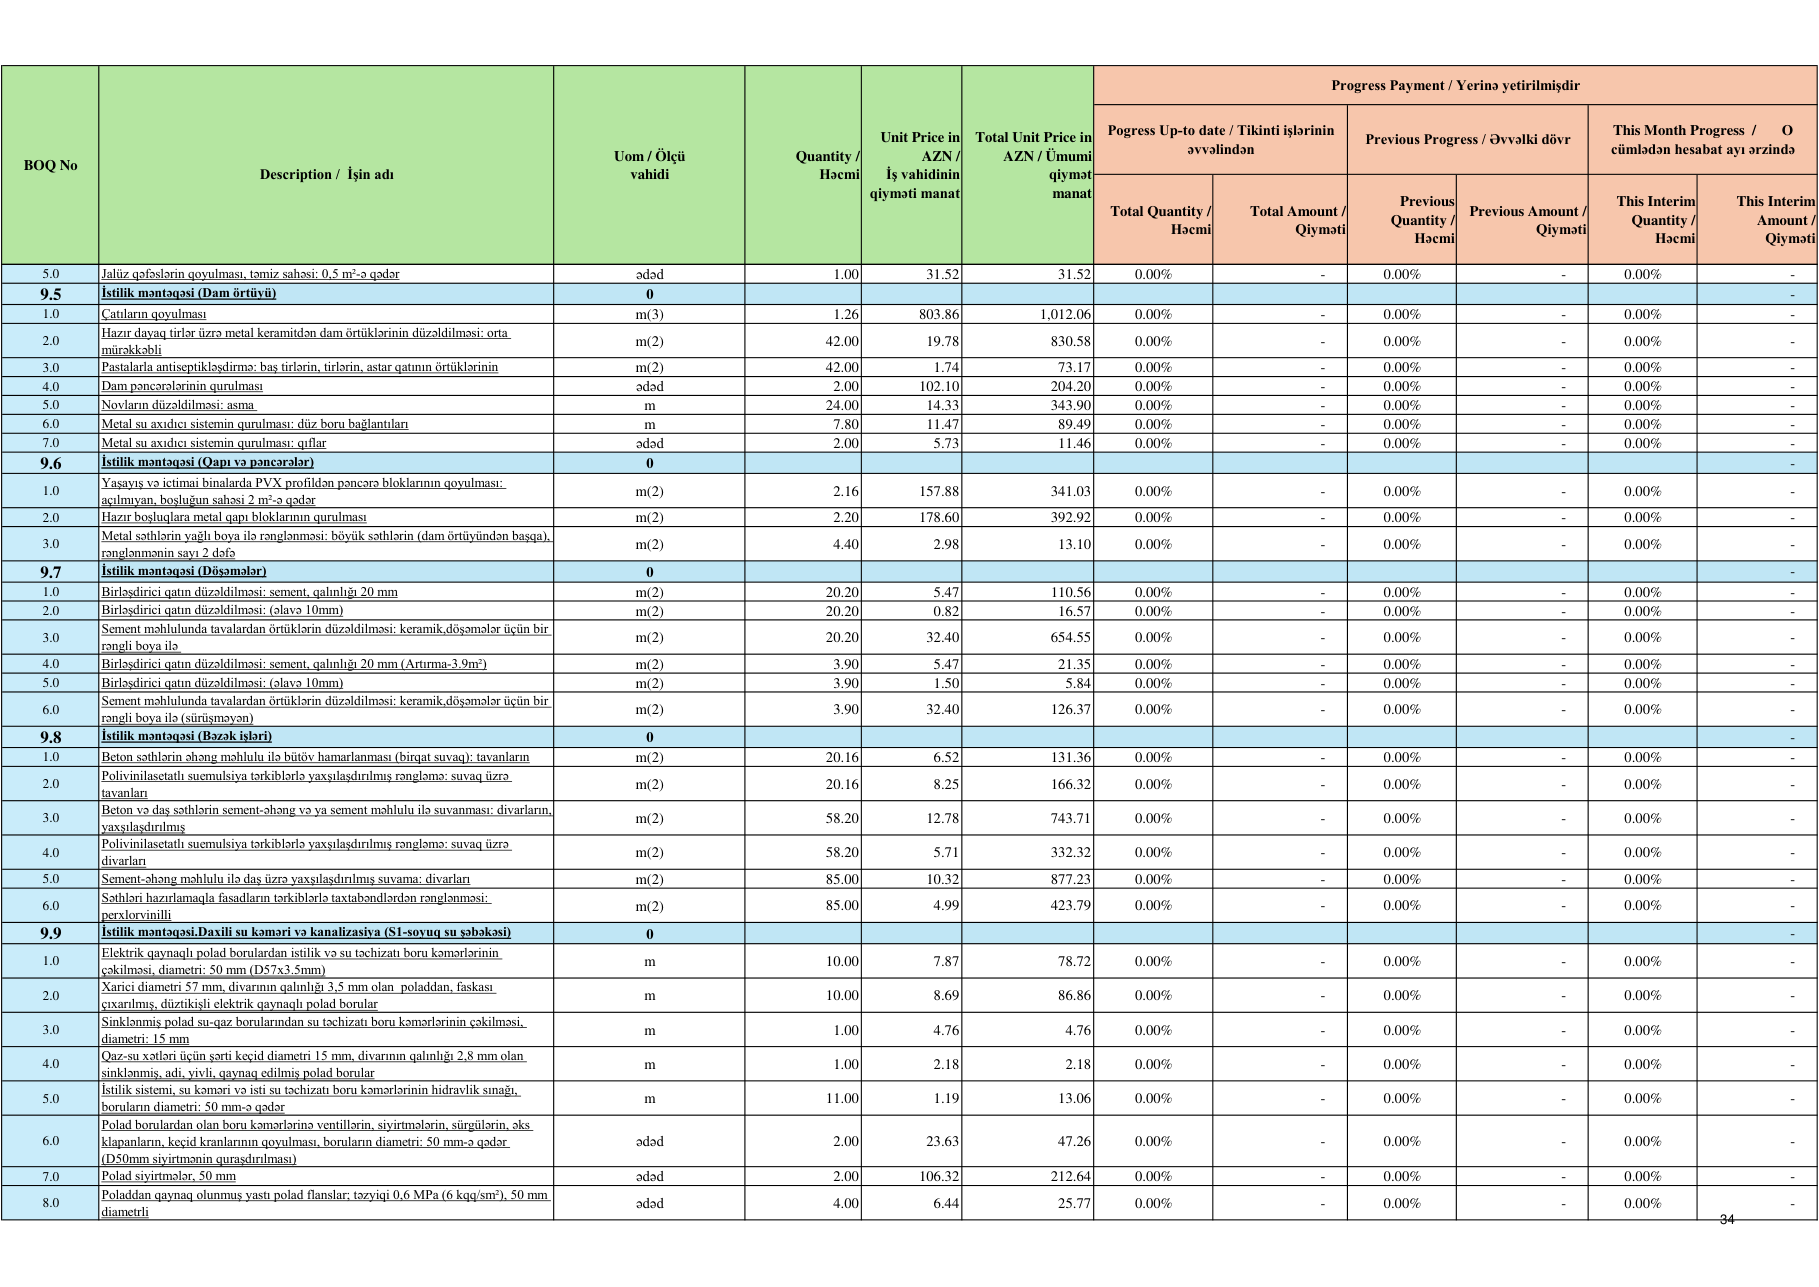 Progress Payment / Yerinə yetirilmişdir
BOQ No
Description / İşin adı
Uom / Ölçü
vahidi
Quantity /
Həcmi
Unit Price in
AZN /
İş vahidinin
qiyməti manat
Total Unit Price in
AZN / Ümumi
qiymət
manat
Pogress Up-to date / Tikinti işlərinin
əvvəlindən
Previous Progress / Əvvəlki dövr
This Month Progress / O
cümlədən hesabat ayı ərzində
Total Quantity /
Həcmi
Total Amount /
Qiyməti
Previous
Quantity /
Həcmi
Previous Amount /
Qiyməti
This Interim
Quantity /
Həcmi
This Interim
Amount /
Qiyməti
5.0 Jalüz qəfəslərin qoyulması, təmiz sahəsi: 0,5 m²-ə qədər ədəd 1.00 31.52 31.52 0.00% - 0.00% - 0.00% -
9.5 İstilik məntəqəsi (Dam örtüyü) 0 -
1.0 Çatıların qoyulması m(3) 1.26 803.86 1,012.06 0.00% - 0.00% - 0.00% -
2.0 Hazır dayaq tirlər üzrə metal keramitdən dam örtüklərinin düzəldilməsi: orta
mürəkkəbli m(2) 42.00 19.78 830.58 0.00% - 0.00% - 0.00% -
3.0 Pastalarla antiseptikləşdirmə: baş tirlərin, tirlərin, astar qatının örtüklərinin m(2) 42.00 1.74 73.17 0.00% - 0.00% - 0.00% -
4.0 Dam pəncərələrinin qurulması ədəd 2.00 102.10 204.20 0.00% - 0.00% - 0.00% -
5.0 Novların düzəldilməsi: asma m 24.00 14.33 343.90 0.00% - 0.00% - 0.00% -
6.0 Metal su axıdıcı sistemin qurulması: düz boru bağlantıları m 7.80 11.47 89.49 0.00% - 0.00% - 0.00% -
7.0 Metal su axıdıcı sistemin qurulması: qıflar ədəd 2.00 5.73 11.46 0.00% - 0.00% - 0.00% -
9.6 İstilik məntəqəsi (Qapı və pəncərələr) 0 -
1.0 Yaşayış və ictimai binalarda PVX profildən pəncərə bloklarının qoyulması:
açılmıyan, boşluğun sahəsi 2 m²-ə qədər m(2) 2.16 157.88 341.03 0.00% - 0.00% - 0.00% -
2.0 Hazır boşluqlara metal qapı bloklarının qurulması m(2) 2.20 178.60 392.92 0.00% - 0.00% - 0.00% -
3.0 Metal səthlərin yağlı boya ilə rənglənməsi: böyük səthlərin (dam örtüyündən başqa),
rənglənmənin sayı 2 dəfə m(2) 4.40 2.98 13.10 0.00% - 0.00% - 0.00% -
9.7 İstilik məntəqəsi (Döşəmələr) 0 -
1.0 Birləşdirici qatın düzəldilməsi: sement, qalınlığı 20 mm m(2) 20.20 5.47 110.56 0.00% - 0.00% - 0.00% -
2.0 Birləşdirici qatın düzəldilməsi: (əlavə 10mm) m(2) 20.20 0.82 16.57 0.00% - 0.00% - 0.00% -
3.0 Sement məhlulunda tavalardan örtüklərin düzəldilməsi: keramik,döşəmələr üçün bir
rəngli boya ilə m(2) 20.20 32.40 654.55 0.00% - 0.00% - 0.00% -
4.0 Birləşdirici qatın düzəldilməsi: sement, qalınlığı 20 mm (Artırma-3.9m²) m(2) 3.90 5.47 21.35 0.00% - 0.00% - 0.00% -
5.0 Birləşdirici qatın düzəldilməsi: (əlavə 10mm) m(2) 3.90 1.50 5.84 0.00% - 0.00% - 0.00% -
6.0 Sement məhlulunda tavalardan örtüklərin düzəldilməsi: keramik,döşəmələr üçün bir
rəngli boya ilə (sürüşməyən) m(2) 3.90 32.40 126.37 0.00% - 0.00% - 0.00% -
9.8 İstilik məntəqəsi (Bəzək işləri) 0 -
1.0 Beton səthlərin əhəng məhlulu ilə bütöv hamarlanması (birqat suvaq): tavanların m(2) 20.16 6.52 131.36 0.00% - 0.00% - 0.00% -
2.0 Polivinilasetatlı suemulsiya tərkiblərlə yaxşılaşdırılmış rəngləmə: suvaq üzrə
tavanları m(2) 20.16 8.25 166.32 0.00% - 0.00% - 0.00% -
3.0 Beton və daş səthlərin sement-əhəng və ya sement məhlulu ilə suvanması: divarların,
yaxşılaşdırılmış m(2) 58.20 12.78 743.71 0.00% - 0.00% - 0.00% -
4.0 Polivinilasetatlı suemulsiya tərkiblərlə yaxşılaşdırılmış rəngləmə: suvaq üzrə
divarları m(2) 58.20 5.71 332.32 0.00% - 0.00% - 0.00% -
5.0 Sement-əhəng məhlulu ilə daş üzrə yaxşılaşdırılmış suvama: divarları m(2) 85.00 10.32 877.23 0.00% - 0.00% - 0.00% -
6.0 Səthləri hazırlamaqla fasadların tərkiblərlə taxtabəndlərdən rənglənməsi:
perxlorvinilli m(2) 85.00 4.99 423.79 0.00% - 0.00% - 0.00% -
9.9 İstilik məntəqəsi.Daxili su kəməri və kanalizasiya (S1-soyuq su şəbəkəsi) 0 -
1.0 Elektrik qaynaqlı polad borulardan istilik və su təchizatı boru kəmərlərinin
çəkilməsi, diametri: 50 mm (D57x3.5mm) m 10.00 7.87 78.72 0.00% - 0.00% - 0.00% -
2.0 Xarici diametri 57 mm, divarının qalınlığı 3,5 mm olan poladdan, faskası
çıxarılmış, düztikişli elektrik qaynaqlı polad borular m 10.00 8.69 86.86 0.00% - 0.00% - 0.00% -
3.0 Sinklənmiş polad su-qaz borularından su təchizatı boru kəmərlərinin çəkilməsi,
diametri: 15 mm m 1.00 4.76 4.76 0.00% - 0.00% - 0.00% -
4.0 Qaz-su xətləri üçün şərti keçid diametri 15 mm, divarının qalınlığı 2,8 mm olan
sinklənmiş, adi, yivli, qaynaq edilmiş polad borular m 1.00 2.18 2.18 0.00% - 0.00% - 0.00% -
5.0 İstilik sistemi, su kəməri və isti su təchizatı boru kəmərlərinin hidravlik sınağı,
boruların diametri: 50 mm-ə qədər m 11.00 1.19 13.06 0.00% - 0.00% - 0.00% -
6.0 Polad borulardan olan boru kəmərlərinə ventillərin, siyirtmələrin, sürgülərin, əks
klapanların, keçid kranlarının qoyulması, boruların diametri: 50 mm-ə qədər
(D50mm siyirtmənin quraşdırılması) ədəd 2.00 23.63 47.26 0.00% - 0.00% - 0.00% -
7.0 Polad siyirtmələr, 50 mm ədəd 2.00 106.32 212.64 0.00% - 0.00% - 0.00% -
8.0 Poladdan qaynaq olunmuş yastı polad flanslar; təzyiqi 0,6 MPa (6 kqq/sm²), 50 mm
diametrli ədəd 4.00 6.44 25.77 0.00% - 0.00% - 0.00% -
34